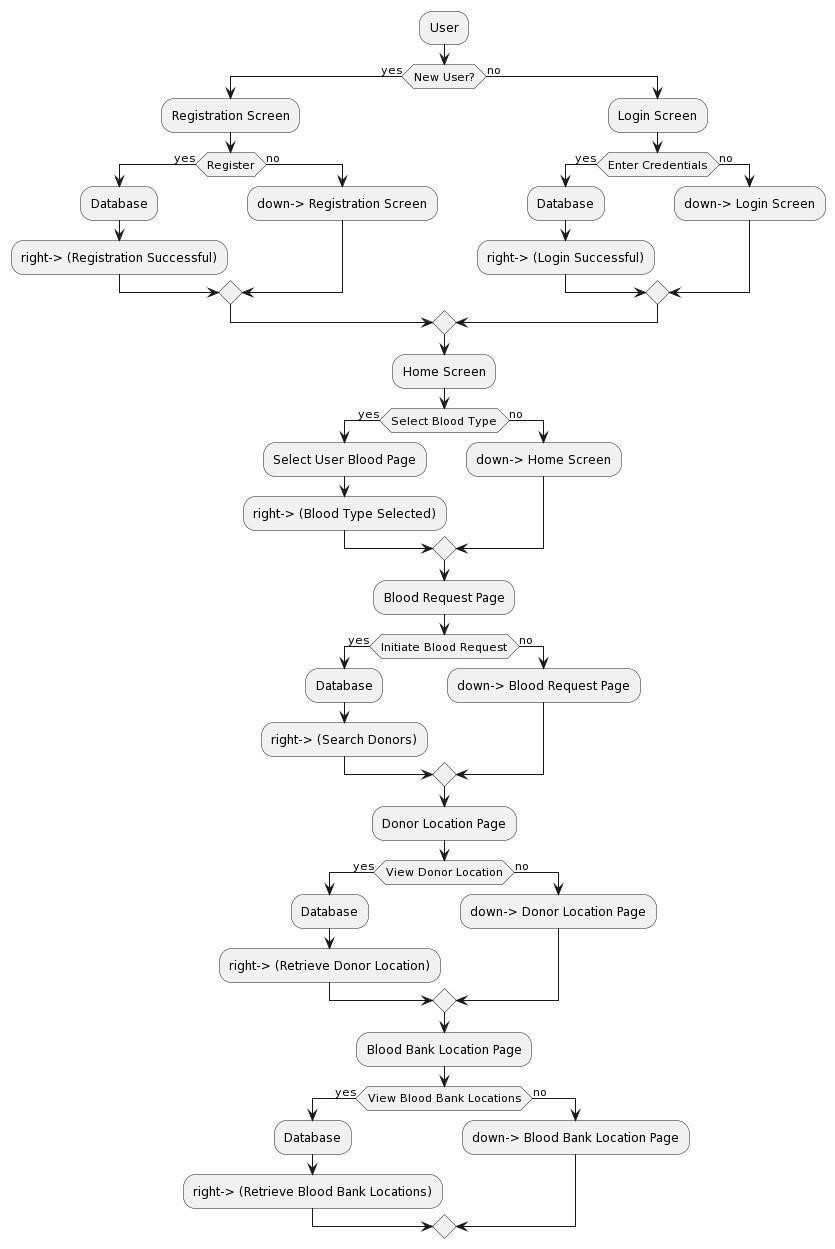 User
yes
New User?
no
Registration Screen
Login Screen
yes
Register
no
yes
Enter Credentials
no
Database
down-> Registration Screen
Database
down-> Login Screen
right-> (Registration Successful)
right-> (Login Successful)
Home Screen
yes
Select Blood Type
no
Select User Blood Page
down-> Home Screen
right-> (Blood Type Selected)
Blood Request Page
yes
Initiate Blood Request
no
Database
down-> Blood Request Page
right-> (Search Donors)
Donor Location Page
yes
View Donor Location
no
Database
down-> Donor Location Page
right-> (Retrieve Donor Location)
Blood Bank Location Page
yes
View Blood Bank Locations
no
Database
down-> Blood Bank Location Page
right-> (Retrieve Blood Bank Locations)